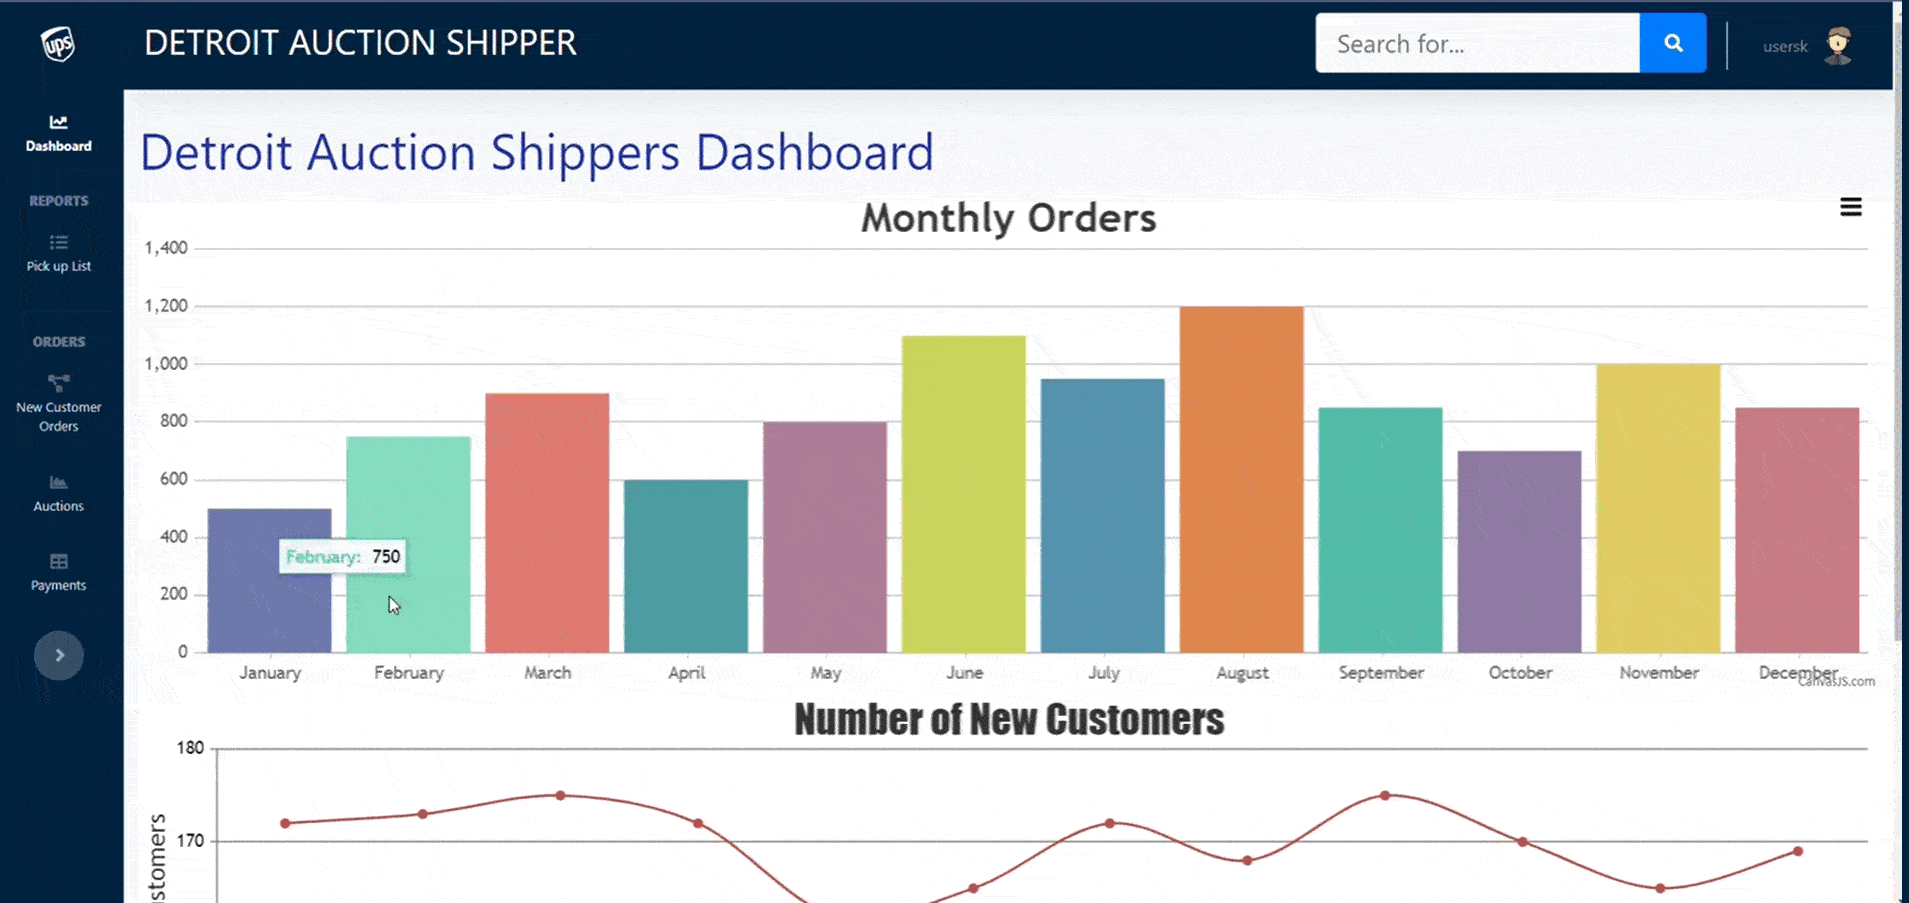 ups
DETROIT AUCTION SHIPPER
Search for...
usersk
Dashboard
REPORTS
Pick up List
ORDERS
New Customer
Orders
Auctions
Payments
Detroit Auction Shippers Dashboard
Monthly Orders
1,400
1,200
1,000
800
600
400
200
0
February: 750
January February March April May June July August September October November December
CanvasJS.com
Number of New Customers
180
170